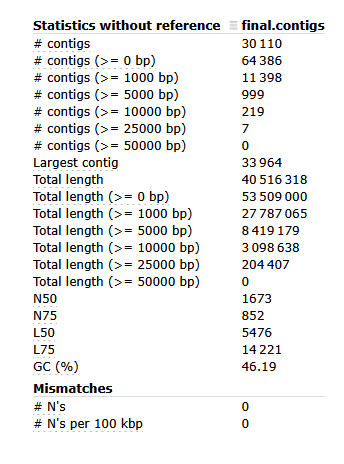 Statistics without reference final.contigs
# contigs 30 110
# contigs (>= 0 bp) 64 386
# contigs (>= 1000 bp) 11 398
# contigs (>= 5000 bp) 999
# contigs (>= 10000 bp) 219
# contigs (>= 25000 bp) 7
# contigs (>= 50000 bp) 0
Largest contig 33 964
Total length 40 516 318
Total length (>= 0 bp) 53 509 000
Total length (>= 1000 bp) 27 787 065
Total length (>= 5000 bp) 8 419 179
Total length (>= 10000 bp) 3 098 638
Total length (>= 25000 bp) 204 407
Total length (>= 50000 bp) 0
N50 1673
N75 852
L50 5476
L75 14 221
GC (%) 46.19
Mismatches
# N's 0
# N's per 100 kbp 0